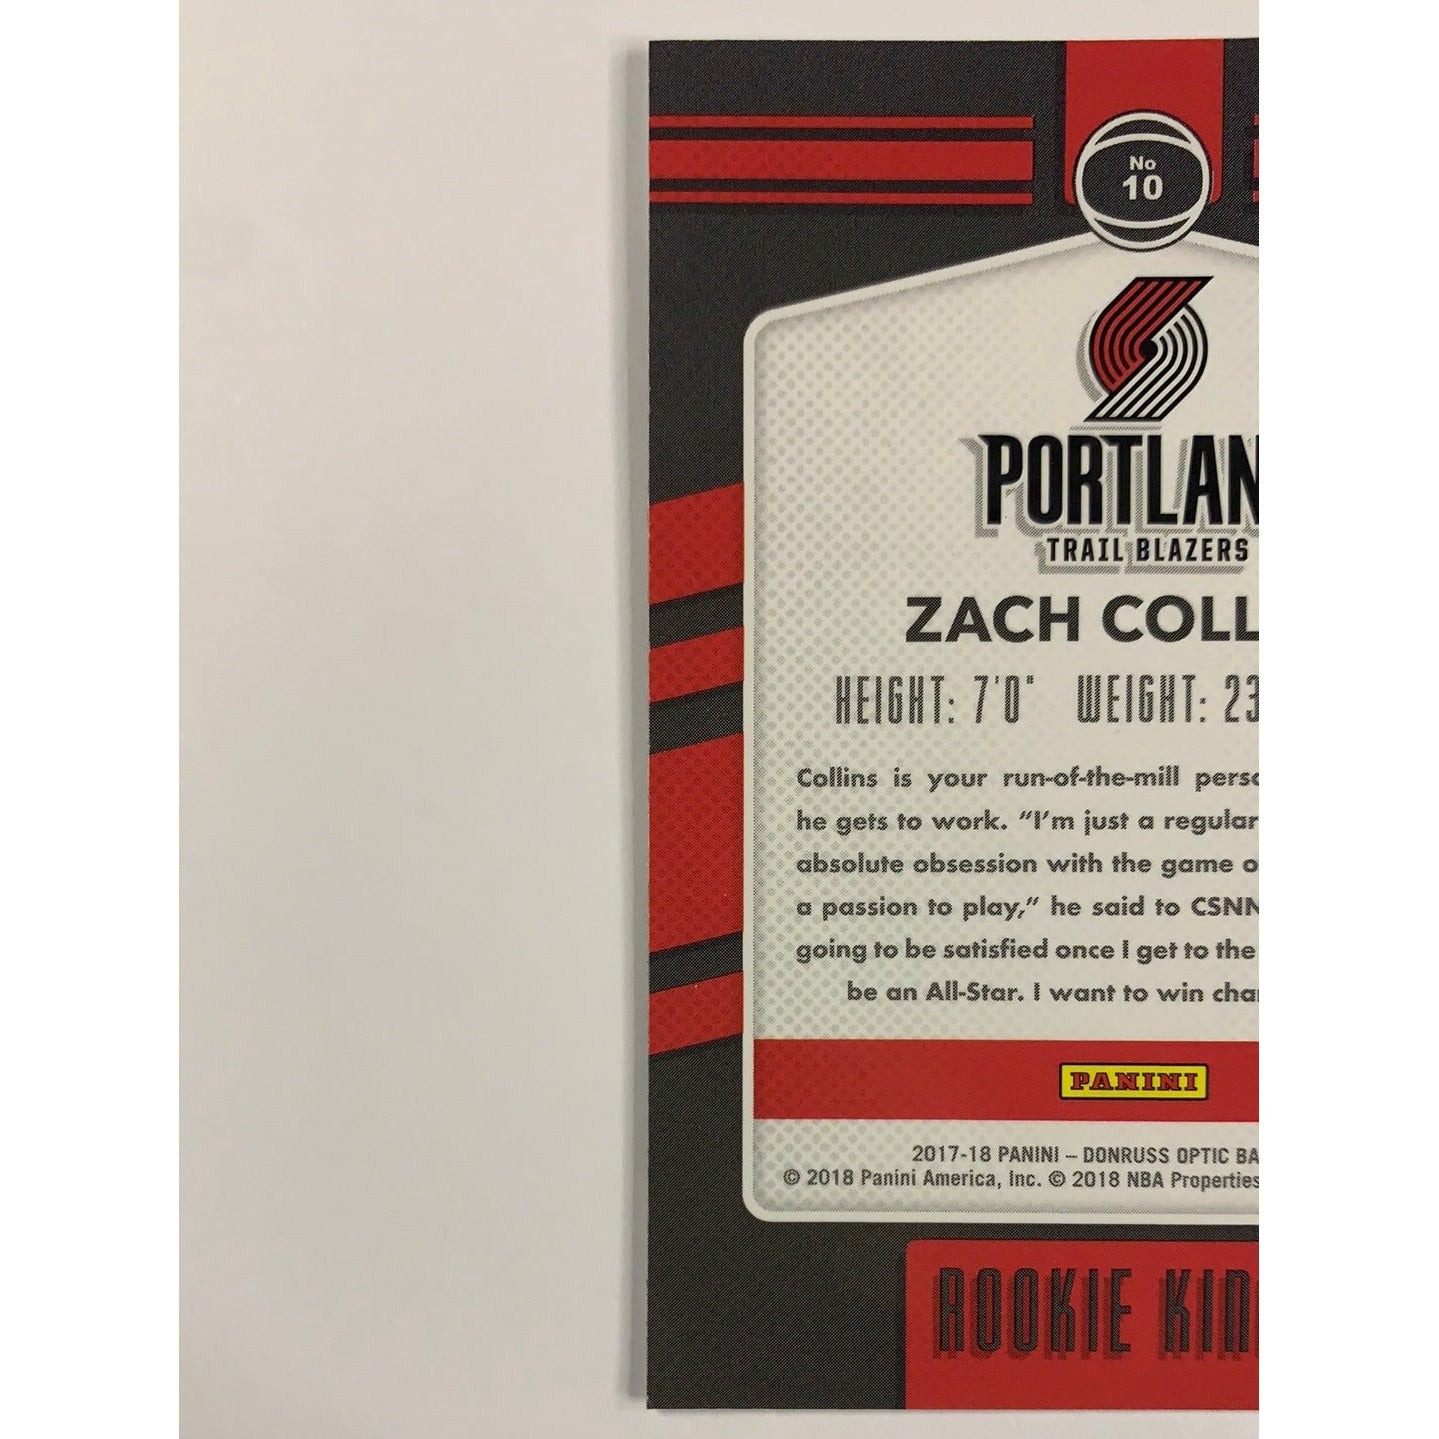 No
10
PORTLAN
TRAIL BLAZERS
ZACH COLL
HEIGHT: 7'0" WEIGHT: 23
Collins is your run-of-the-mill perso
he gets to work. “I’m just a regular
absolute obsession with the game o
a passion to play,” he said to CSNN
going to be satisfied once I get to the
be an All-Star. I want to win cha
PANINI
2017-18 PANINI – DONRUSS OPTIC BA
© 2018 Panini America, Inc. © 2018 NBA Properties
ROOKIE KIN